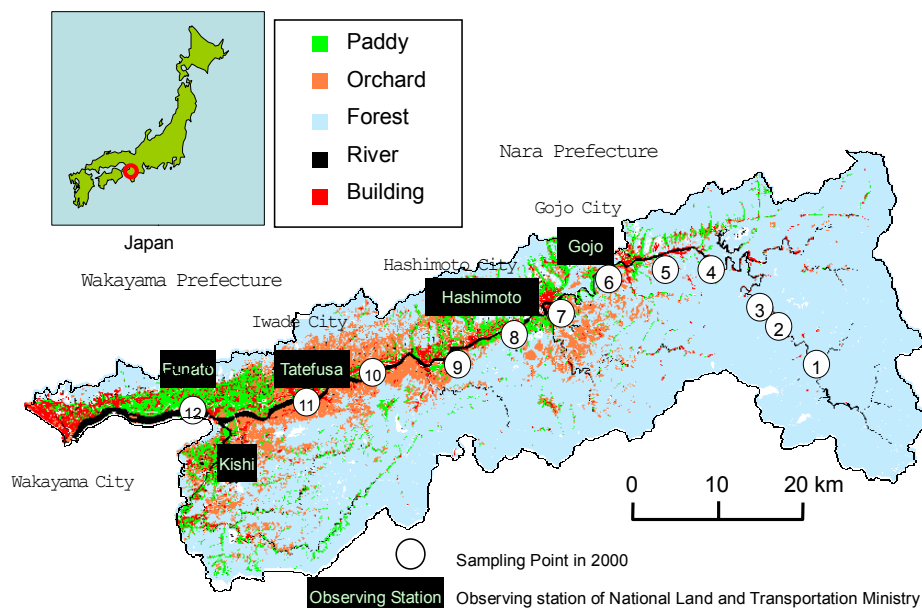 Paddy
Orchard
Forest
River
Building
Japan
Nara Prefecture
Gojo City
Gojo
Wakayama Prefecture
Hashimoto City
Hashimoto
Iwade City
Funato
Tatefusa
Kishi
Wakayama City
1
2
3
4
5
6
7
8
9
10
11
12
0 10 20 km
Sampling Point in 2000
Observing Station Observing station of National Land and Transportation Ministry